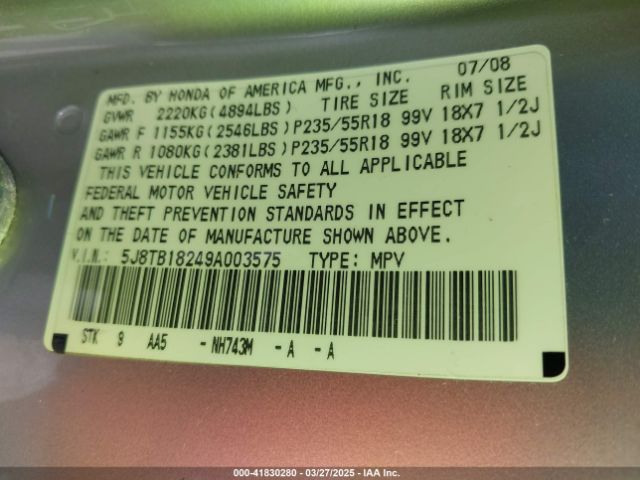 MFD. BY HONDA OF AMERICA MFG., INC. 07/08
GVWR 2220KG(4894LBS) TIRE SIZE RIM SIZE
GAWR F 1155KG(2546LBS)P235/55R18 99V 18X7 1/2J
GAWR R 1080KG(2381LBS)P235/55R18 99V 18X7 1/2J
THIS VEHICLE CONFORMS TO ALL APPLICABLE
FEDERAL MOTOR VEHICLE SAFETY
AND THEFT PREVENTION STANDARDS IN EFFECT
ON THE DATE OF MANUFACTURE SHOWN ABOVE.
V.I.N.: 5J8TB18249A003575 TYPE: MPV
STK 9 AA5 -NH743M -A -A
000-41830280 - 03/27/2025 - IAA Inc.